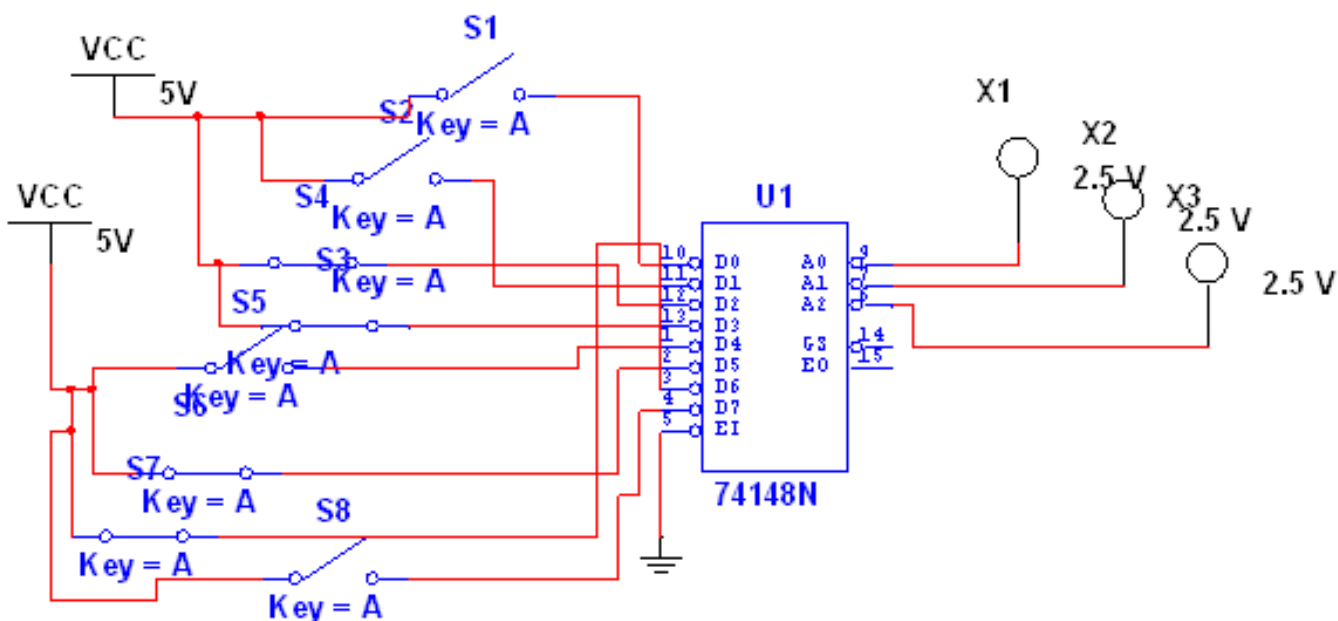 S1
VCC
5V
X1
S2
Key = A
X2
VCC
2.5 V
S4
Key = A
U1
X3
2.5 V
5V
10 D0 A0 9
S3
Key = A
11 D1 A1 7
2.5 V
12 D2 A2
S5
13 D3
1 D4 GS 14
Key = A
2 D5 EO 15
S6
Key = A
3 D6
4 D7
5 EI
S7
Key = A
74148N
S8
Key = A
Key = A